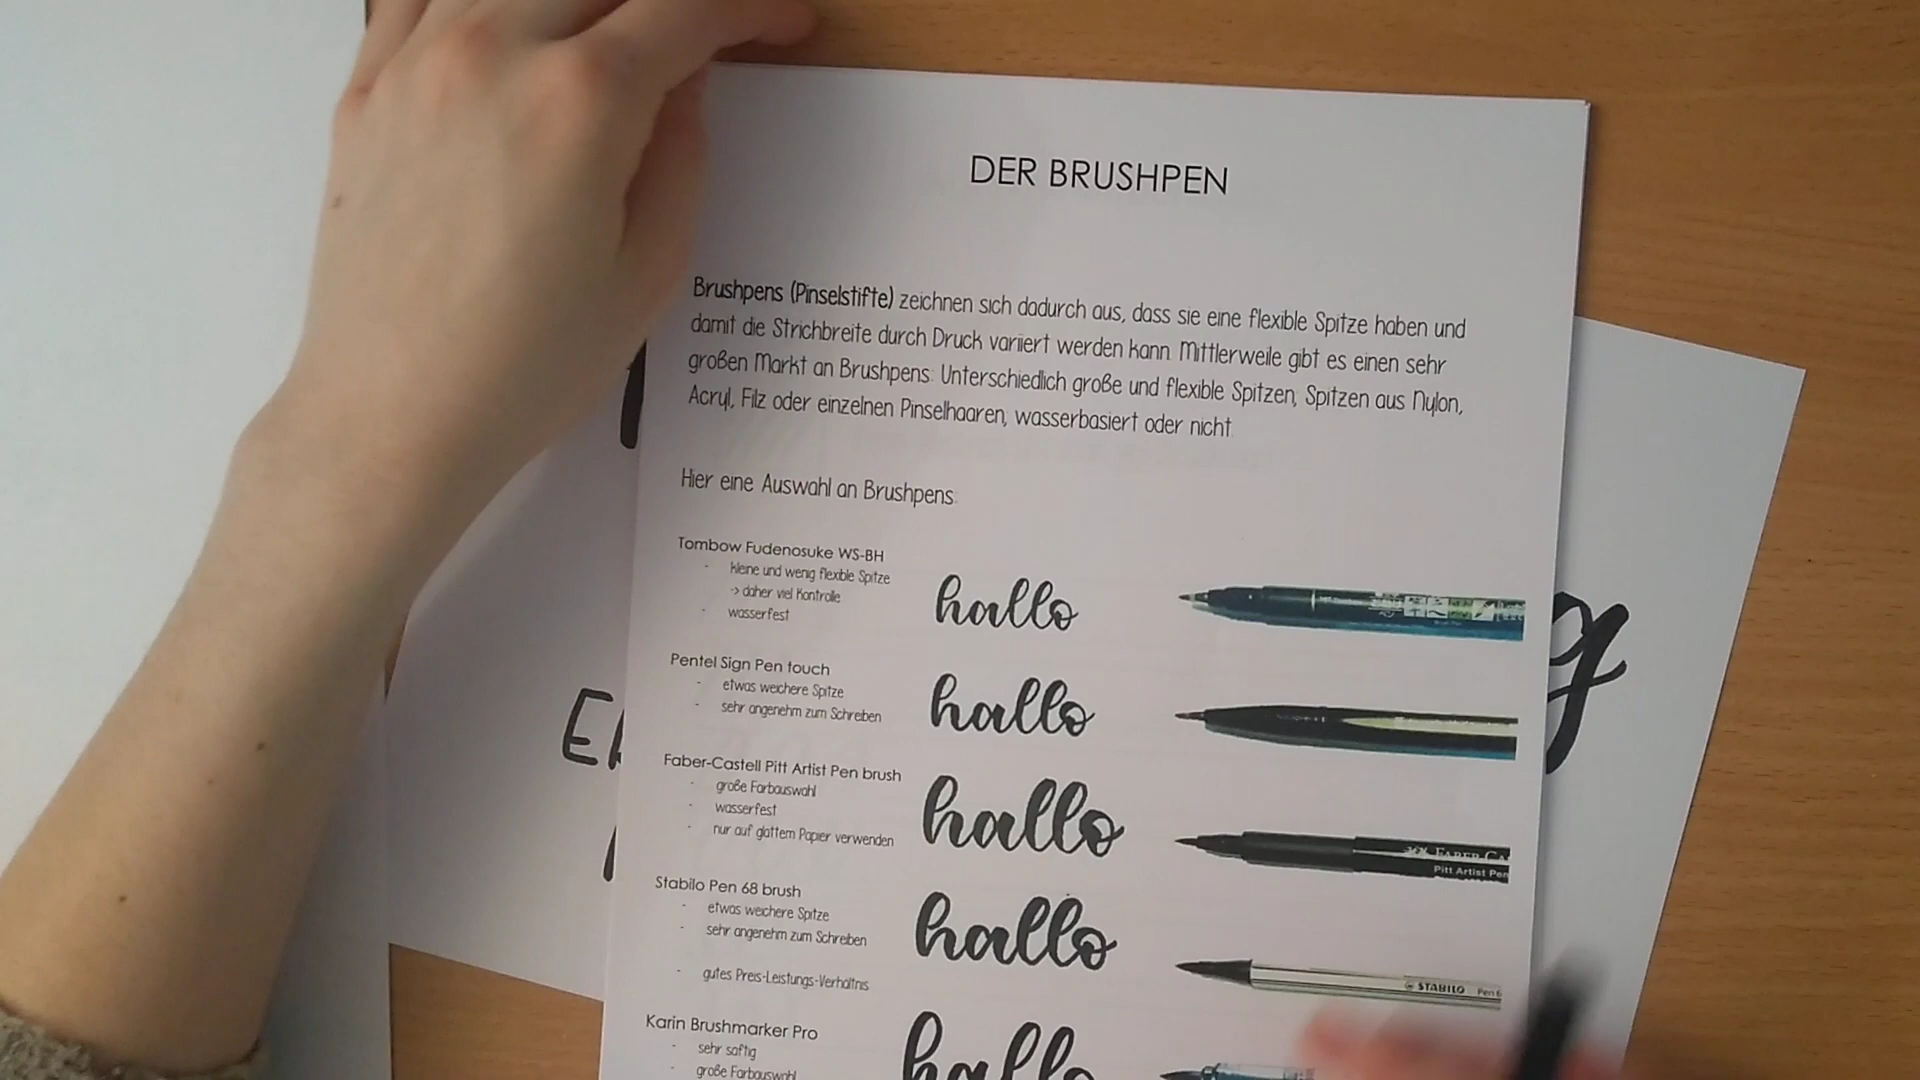 DER BRUSHPEN
Brushpens (Pinselstifte) zeichnen sich dadurch aus, dass sie eine flexible Spitze haben und
damit die Strichbreite durch Druck variiert werden kann. Mittlerweile gibt es einen sehr
großen Markt an Brushpens: Unterschiedlich große und flexible Spitzen, Spitzen aus Nylon,
Acryl, Filz oder einzelnen Pinselhaaren, wasserbasiert oder nicht.
Hier eine Auswahl an Brushpens:
Tombow Fudenosuke WS-BH
- kleine und wenig flexible Spitze
-> daher viel Kontrolle
- wasserfest
hallo
Pentel Sign Pen touch
- etwas weichere Spitze
- sehr angenehm zum Schreiben
hallo
Faber-Castell Pitt Artist Pen brush
- große Farbauswahl
- wasserfest
- nur auf glattem Papier verwenden
hallo
FABER CA
Pitt Artist Pen
Stabilo Pen 68 brush
- etwas weichere Spitze
- sehr angenehm zum Schreiben
- gutes Preis-Leistungs-Verhältnis
hallo
STABILO Pen 6
Karin Brushmarker Pro
- sehr saftig
- große Farbauswahl
hallo
g